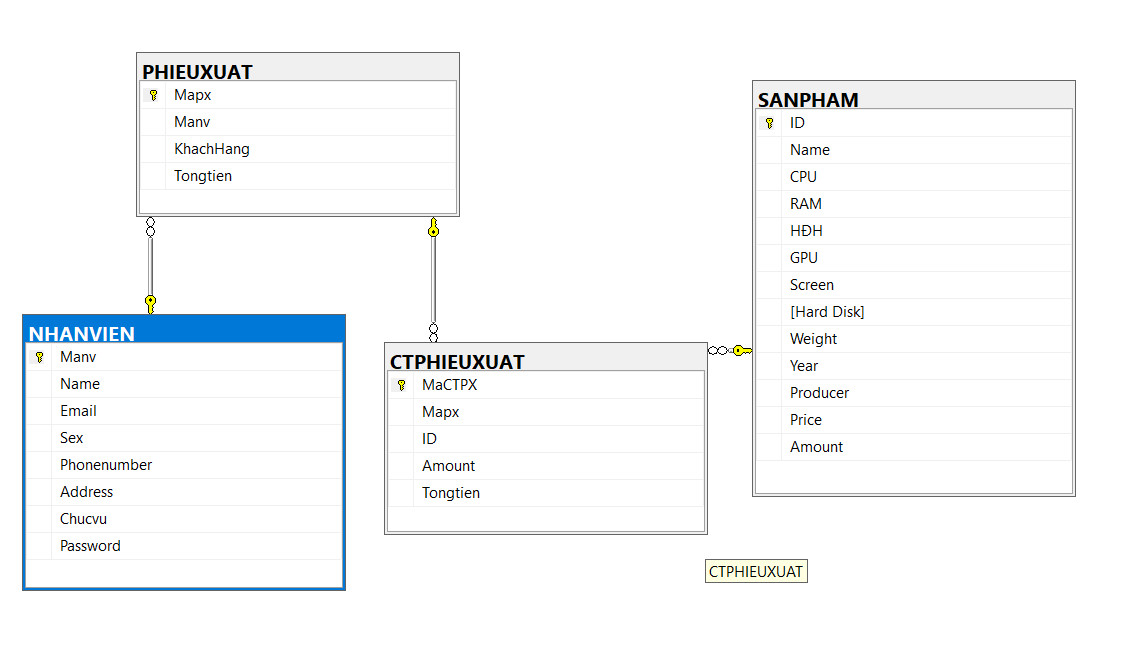 PHIEUXUAT
Mapx
Manv
KhachHang
Tongtien
NHANVIEN
Manv
Name
Email
Sex
Phonenumber
Address
Chucvu
Password
CTPHIEUXUAT
MaCTPX
Mapx
ID
Amount
Tongtien
SANPHAM
ID
Name
CPU
RAM
HĐH
GPU
Screen
[Hard Disk]
Weight
Year
Producer
Price
Amount
CTPHIEUXUAT